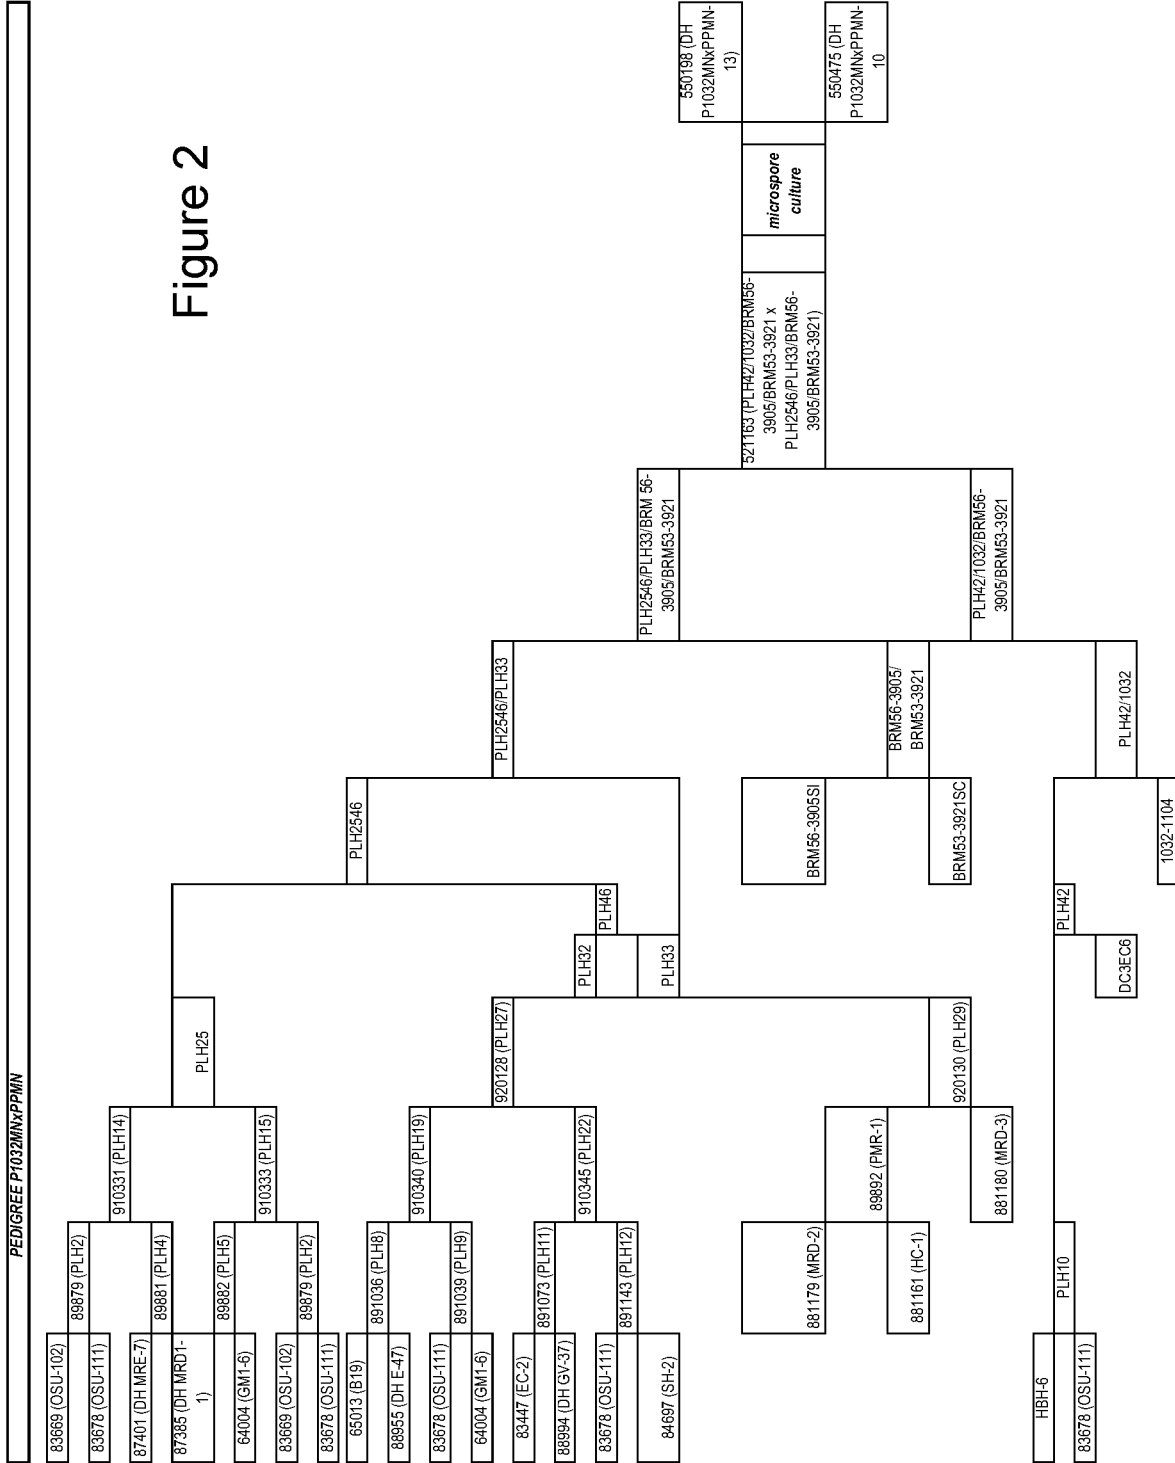 PEDIGREE P1032MNxPPMN
Figure 2
83669 (OSU-102)
83678 (OSU-111)
87401 (DH MRE-7)
87385 (DH MRD1-
1)
64004 (GM1-6)
83669 (OSU-102)
83678 (OSU-111)
65013 (B19)
88955 (DH E-47)
83678 (OSU-111)
64004 (GM1-6)
83447 (EC-2)
88994 (DH GV-37)
83678 (OSU-111)
84697 (SH-2)
HBH-6
83678 (OSU-111)
89879 (PLH2)
89881 (PLH4)
89882 (PLH5)
89879 (PLH2)
891036 (PLH8)
891039 (PLH9)
891073 (PLH11)
891143 (PLH12)
881179 (MRD-2)
881161 (HC-1)
PLH10
910331 (PLH14)
910333 (PLH15)
910340 (PLH19)
910345 (PLH22)
89892 (PMR-1)
881180 (MRD-3)
PLH25
920128 (PLH27)
920130 (PLH29)
PLH32
PLH33
DC3EC6
PLH46
PLH42
PLH2546
BRM56-3905SI
BRM53-3921SC
1032-1104
PLH2546/PLH33
BRM56-3905/
BRM53-3921
PLH42/1032
PLH2546/PLH33/BRM 56-
3905/BRM53-3921
PLH42/1032/BRM56-
3905/BRM53-3921
521163 (PLH42/1032/BRM56-
3905/BRM53-3921 x
PLH2546/PLH33/BRM56-
3905/BRM53-3921)
microspore
culture
550198 (DH
P1032MNxPPMN-
13)
550475 (DH
P1032MNxPPMN-
10